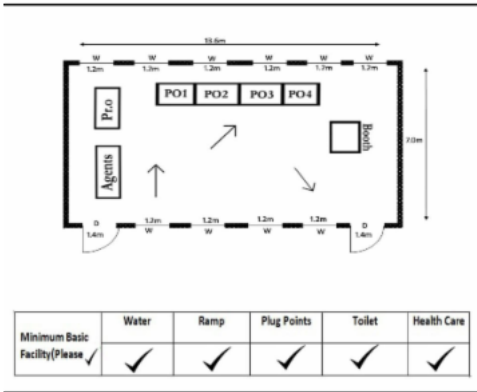 13.6m
W W W W W W
1.2m 1.2m 1.2m 1.2m 1.2m 1.2m
PO1 PO2 PO3 PO4
Pr.o
Booth
7.0m
Agents
D 1.2m 1.2m 1.2m 1.2m D
1.4m W W W W 1.4m
Water Ramp Plug Points Toilet Health Care
Minimum Basic
Facility(Please ✓ ✓ ✓ ✓ ✓ ✓